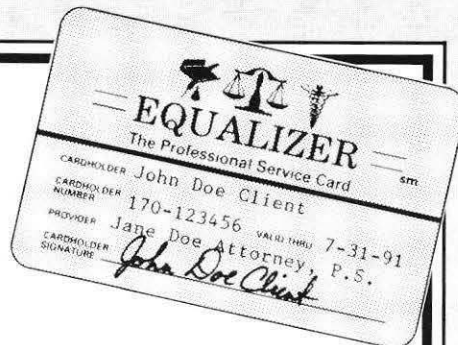 EQUALIZER sm
The Professional Service Card
CARDHOLDER John Doe Client
CARDHOLDER NUMBER 170-123456 VALID THRU 7-31-91
PROVIDER Jane Doe Attorney, P.S.
CARDHOLDER SIGNATURE John Doe Client